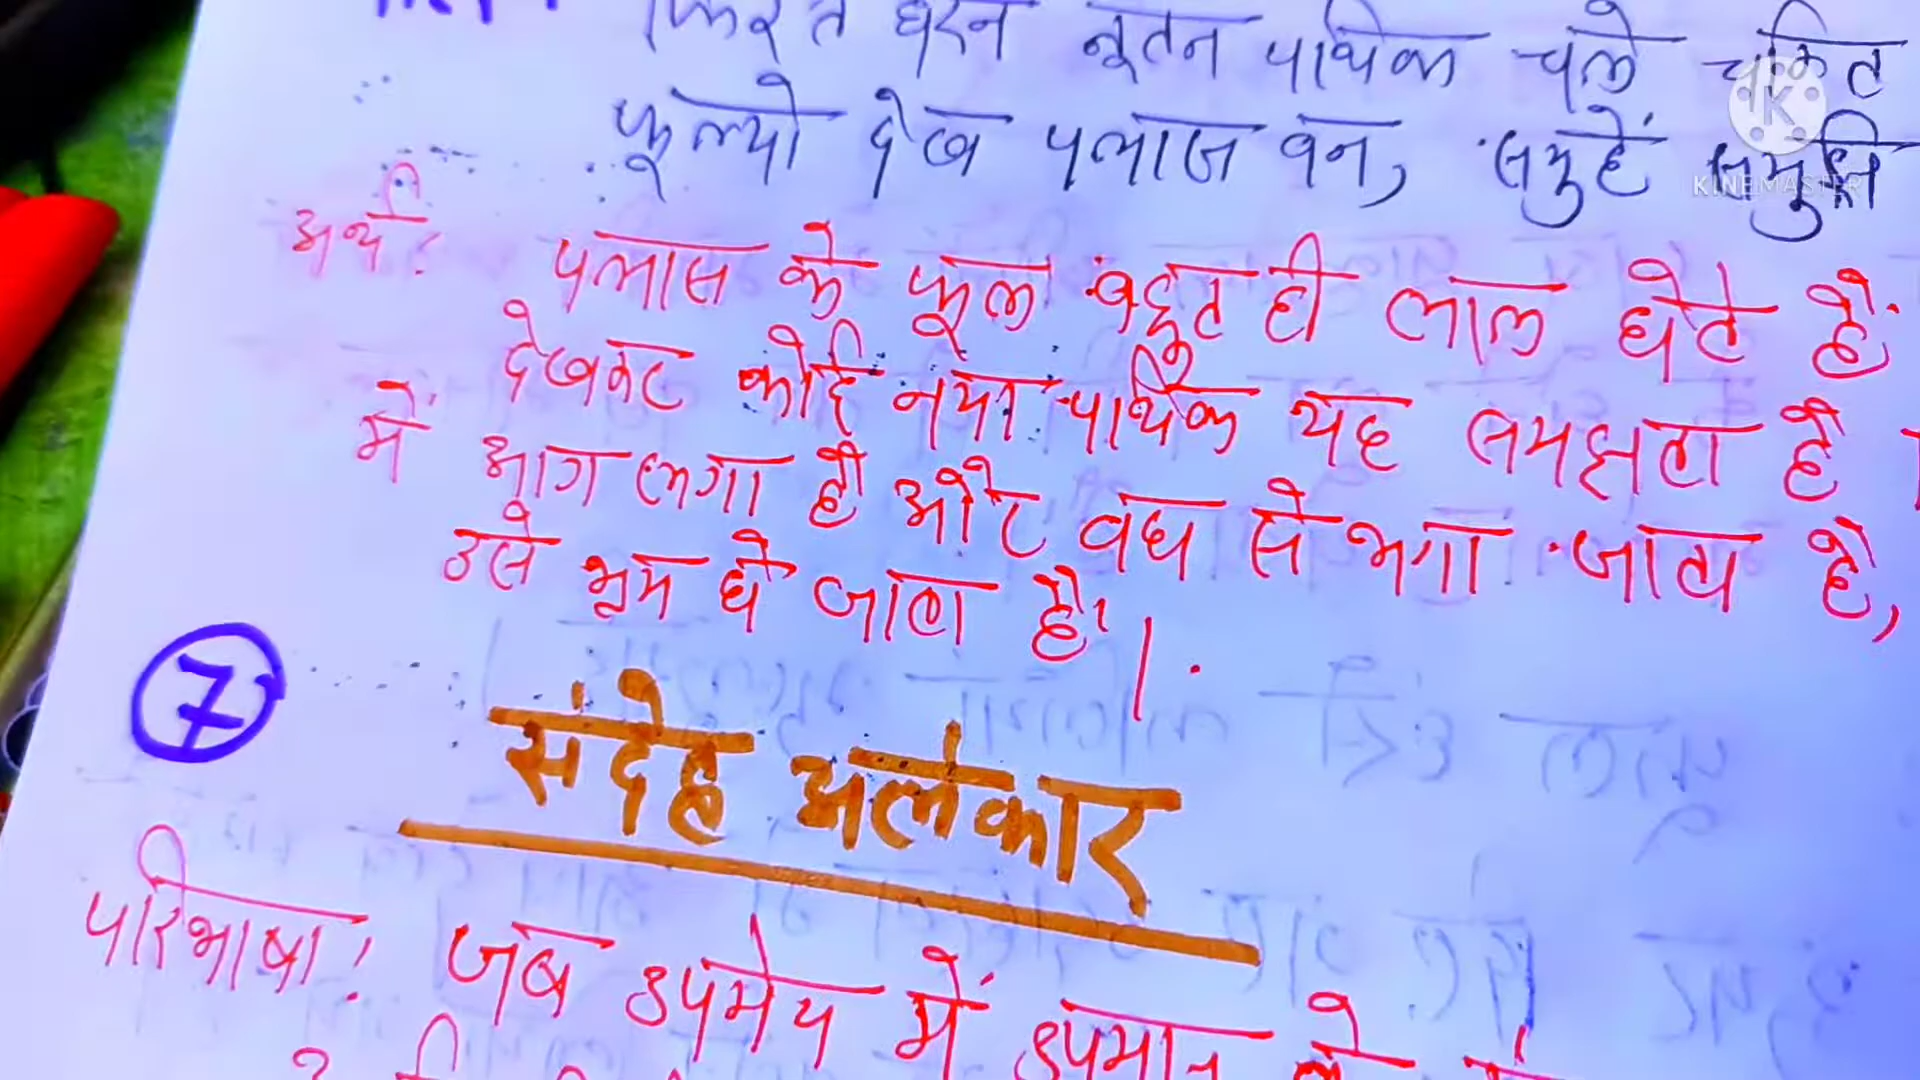 फिरत घरन नूतन पथिक चले चकित
फूल्यो देख पलास वन, समुहें समुझि
अर्थ: पलास के फूल बहुत ही लाल होते हैं
देखकर कोई नया पथिक यह समझता है
में आग लगा है और वह से भगा जाता है,
उसे भ्रम हो जाता है।
7
संदेह अलंकार
परिभाषा: जब उपमेय में उपमान के
KINEMASTER